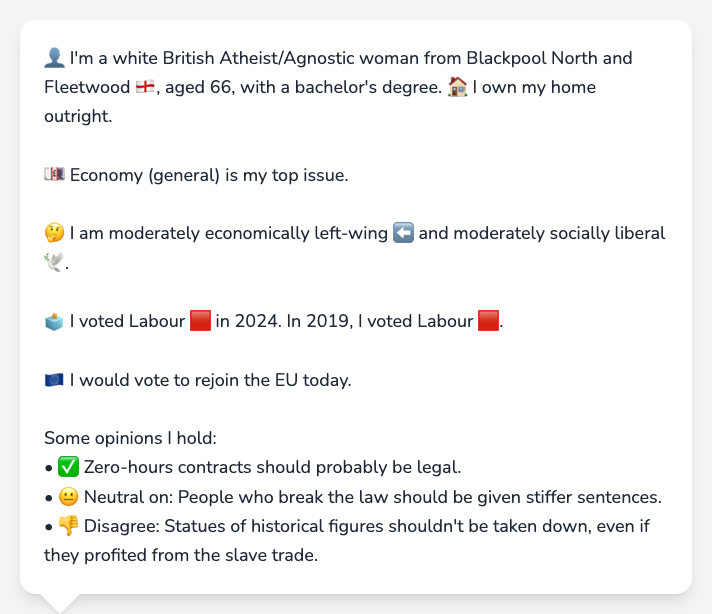 👤 I'm a white British Atheist/Agnostic woman from Blackpool North and
Fleetwood 🏴󠁧󠁢󠁥󠁮󠁧󠁿, aged 66, with a bachelor's degree. 🏠 I own my home
outright.
💷 Economy (general) is my top issue.
🤔 I am moderately economically left-wing ⬅️ and moderately socially liberal
🕊️.
🗳️ I voted Labour 🟥 in 2024. In 2019, I voted Labour 🟥.
🇪🇺 I would vote to rejoin the EU today.
Some opinions I hold:
• ✅ Zero-hours contracts should probably be legal.
• 😐 Neutral on: People who break the law should be given stiffer sentences.
• 👎 Disagree: Statues of historical figures shouldn't be taken down, even if
they profited from the slave trade.